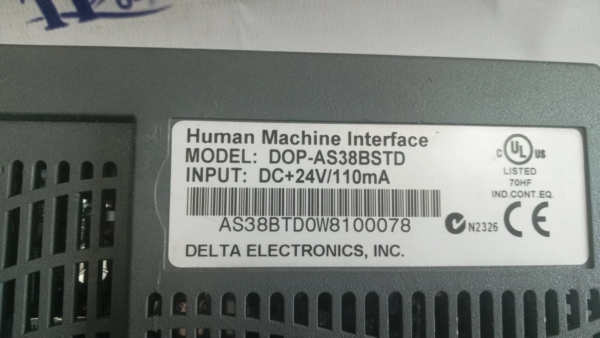 Human Machine Interface
MODEL: DOP-AS38BSTD
INPUT: DC+24V/110mA
AS38BTD0W8100078
DELTA ELECTRONICS, INC.
C UL US
LISTED
70HF
IND.CONT.EQ.
N2326 CE